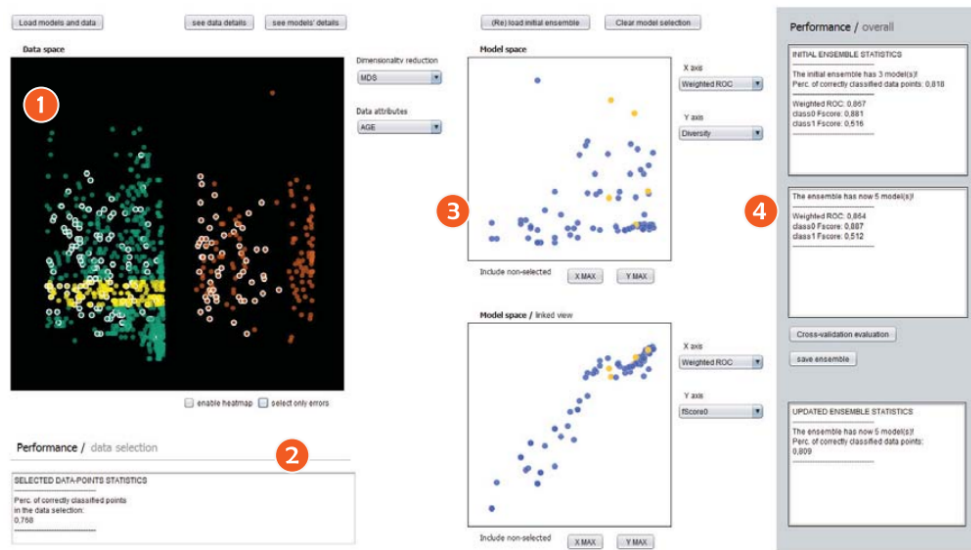 Load models and data
see data details
see models' details
(Re) load initial ensemble
Clear model selection
Data space
1
Dimensionality reduction
MDS
Data attributes
AGE
enable heatmap
select only errors
Performance / data selection
2
SELECTED DATA-POINTS STATISTICS
Perc. of correctly classified points
in the data selection:
0,768
Model space
3
X axis
Weighted ROC
Y axis
Diversity
Include non-selected
X MAX
Y MAX
Model space / linked view
X axis
Weighted ROC
Y axis
fScore0
Include non-selected
X MAX
Y MAX
Performance / overall
INITIAL ENSEMBLE STATISTICS
The initial ensemble has 3 model(s)!
Perc. of correctly classified data points: 0,818
Weighted ROC: 0,867
class0 Fscore: 0,881
class1 Fscore: 0,516
4
The ensemble has now 5 model(s)!
Weighted ROC: 0,864
class0 Fscore: 0,887
class1 Fscore: 0,512
Cross-validation evaluation
save ensemble
UPDATED ENSEMBLE STATISTICS
The ensemble has now 5 model(s)!
Perc. of correctly classified data points:
0,809